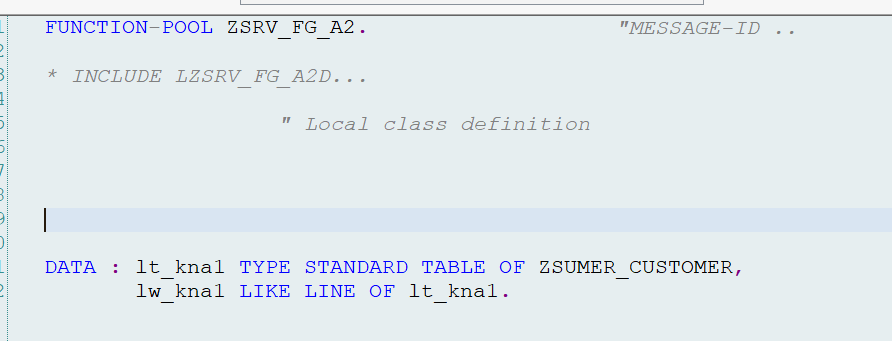 FUNCTION-POOL ZSRV_FG_A2. "MESSAGE-ID ..
* INCLUDE LZSRV_FG_A2D...
" Local class definition
DATA : lt_kna1 TYPE STANDARD TABLE OF ZSUMER_CUSTOMER,
lw_kna1 LIKE LINE OF lt_kna1.